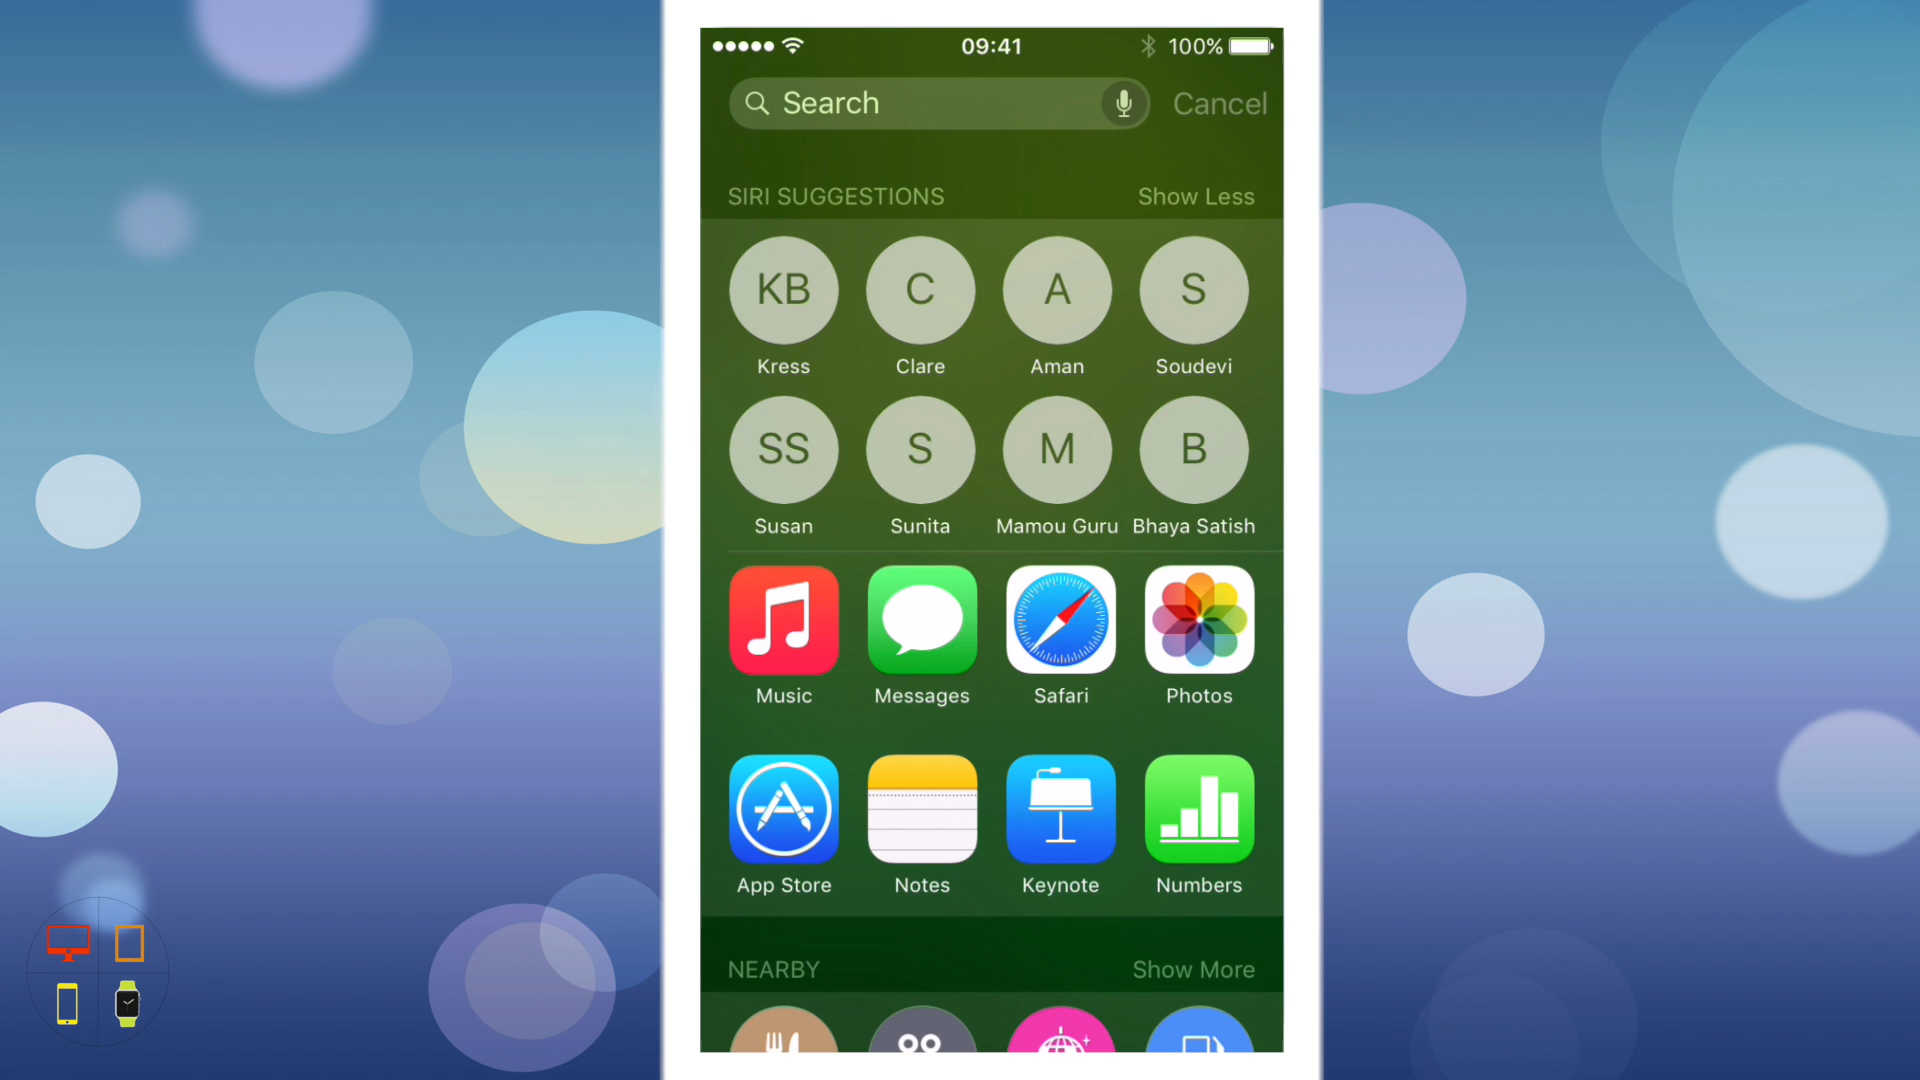 09:41 100%
Search Cancel
SIRI SUGGESTIONS Show Less
KB C A S
Kress Clare Aman Soudevi
SS S M B
Susan Sunita Mamou Guru Bhaya Satish
Music Messages Safari Photos
App Store Notes Keynote Numbers
NEARBY Show More